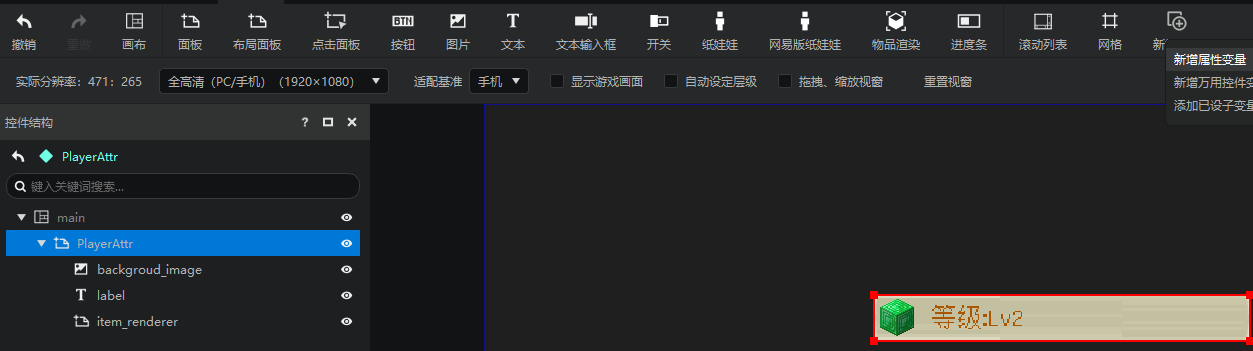 撤销 重做 画布 面板 布局面板 点击面板 BTN 按钮 图片 T 文本 文本输入框 开关 纸娃娃 网易版纸娃娃 物品渲染 进度条 滚动列表 网格
新增属性变量
新增万用控件
添加已设子变量
实际分辨率：471：265 全高清（PC/手机）（1920×1080） 适配基准 手机 显示游戏画面 自动设定层级 拖拽、缩放视窗 重置视窗
控件结构 ?
PlayerAttr
键入关键词搜索...
main
PlayerAttr
backgroud_image
T label
item_renderer
等级:Lv2